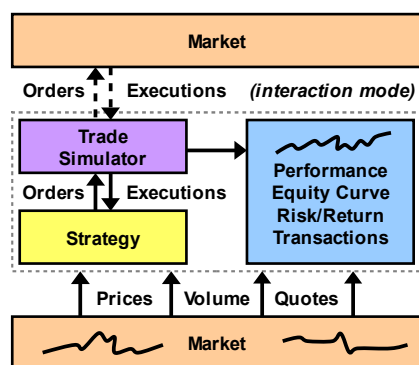 Market
Orders Executions (interaction mode)
Trade
Simulator
Performance
Equity Curve
Risk/Return
Transactions
Orders Executions
Strategy
Prices Volume Quotes
Market